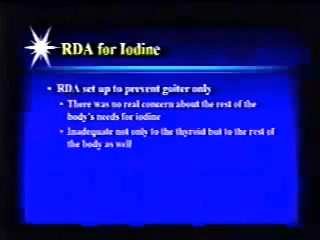 RDA for Iodine
• RDA set up to prevent goiter only
• There was no real concern about the rest of the
body's needs for iodine
• Inadequate not only to the thyroid but to the rest of
the body as well